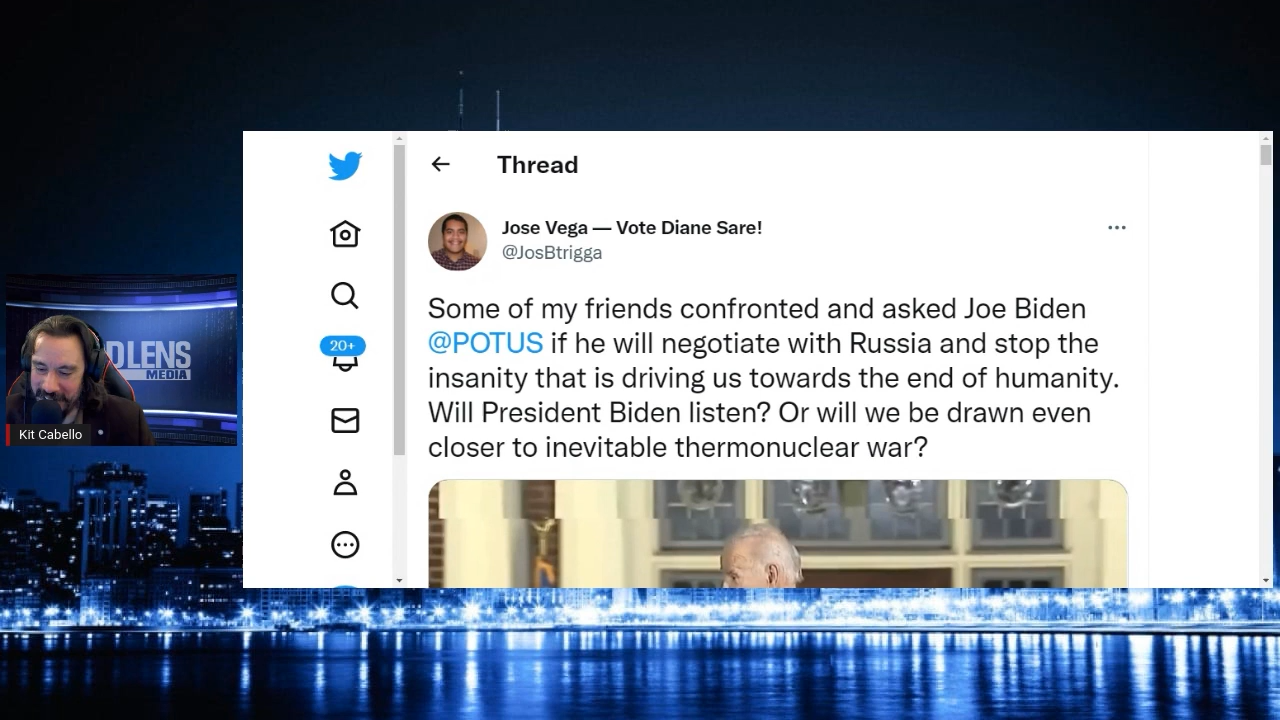 Thread
Jose Vega — Vote Diane Sare!
@JosBtrigga
Some of my friends confronted and asked Joe Biden
@POTUS if he will negotiate with Russia and stop the
insanity that is driving us towards the end of humanity.
Will President Biden listen? Or will we be drawn even
closer to inevitable thermonuclear war?
20+
DLENS
MEDIA
Kit Cabello